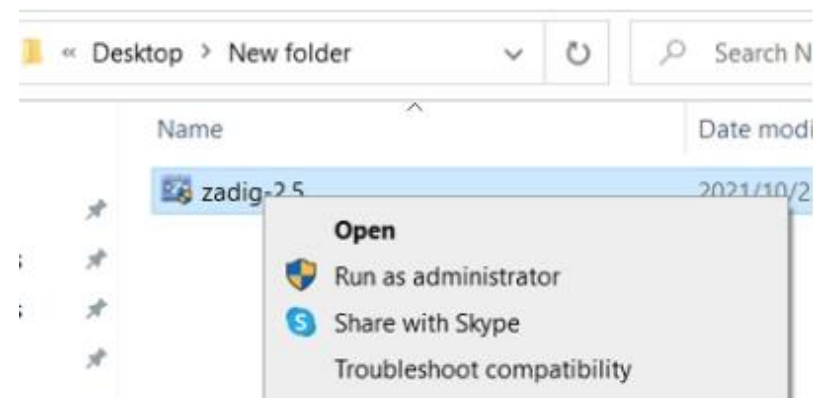 « Desktop > New folder
Search N
Name
Date modi
zadig-2.5
2021/10/2
Open
Run as administrator
Share with Skype
Troubleshoot compatibility